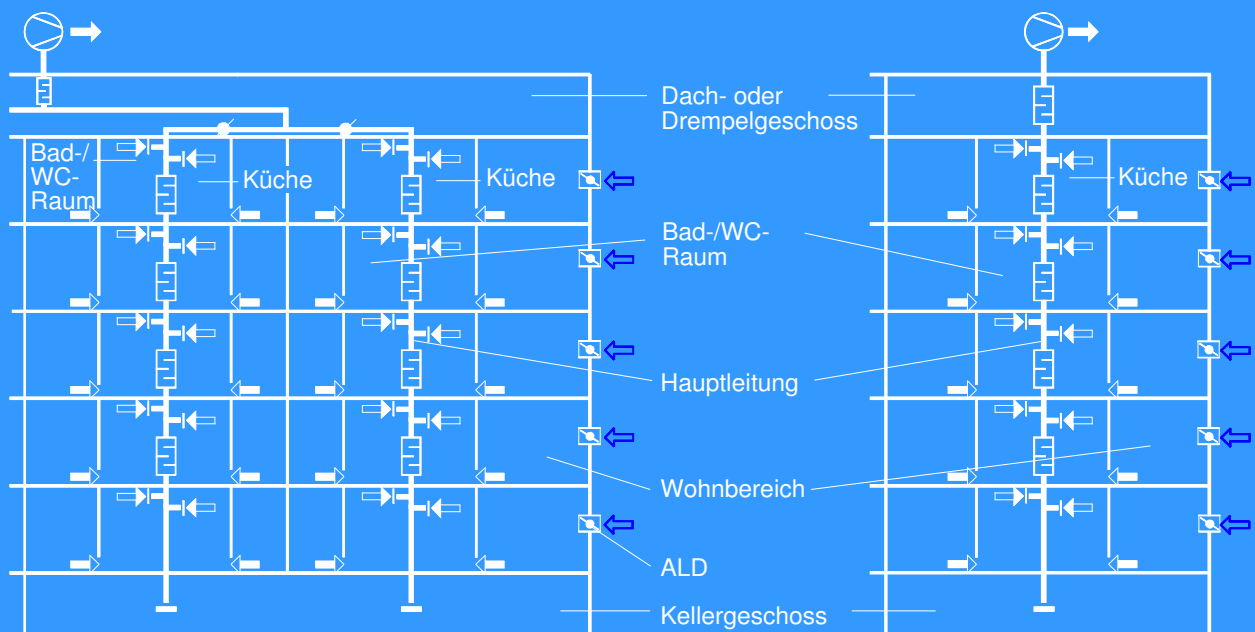 Dach- oder
Drempelgeschoss
Bad-/
WC-
Raum
Küche
Küche
Küche
Bad-/WC-
Raum
Hauptleitung
Wohnbereich
ALD
Kellergeschoss